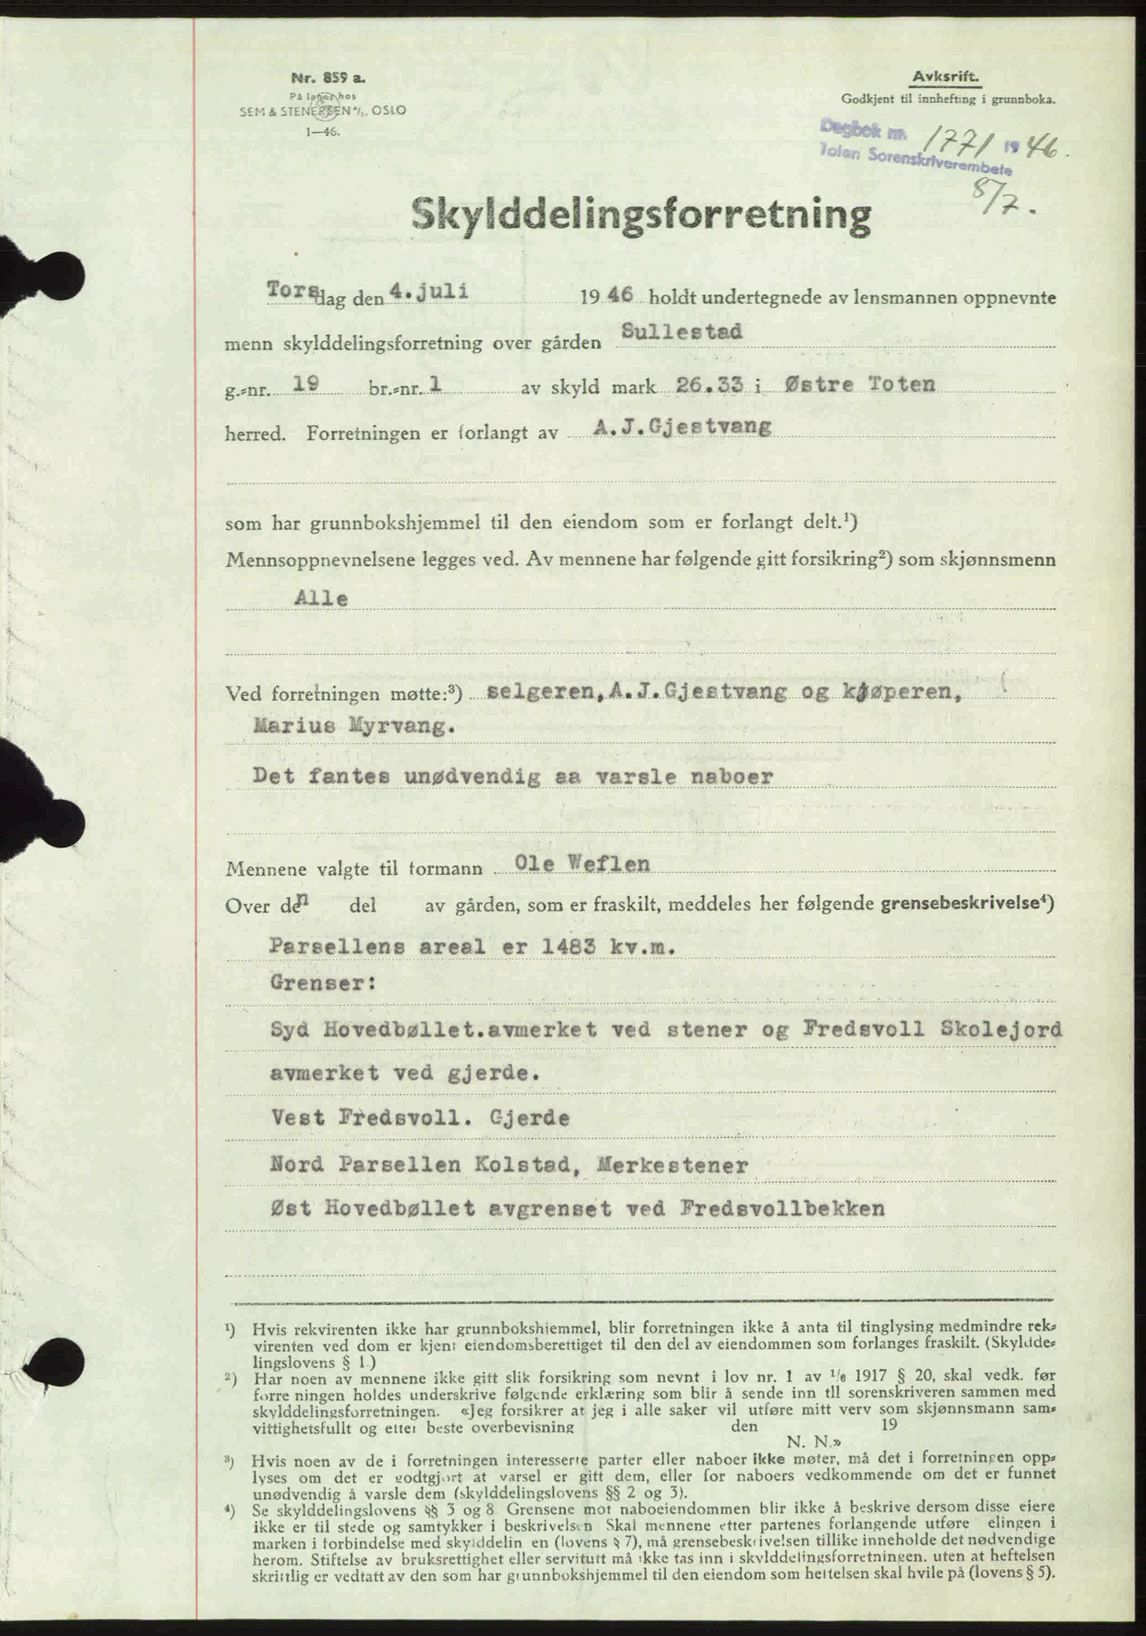 Nr. 859 a.
På lager hos
SEM & STENERSEN A/S, OSLO
1—46.
Avksrift.
Godkjent til innhefting i grunnboka.
Dagbok nr. 1771 1946.
Toten Sorenskriverembete
8/7.
Skylddelingsforretning
Torsdag den 4. juli 1946 holdt undertegnede av lensmannen oppnevnte
menn skylddelingsforretning over gården Sullestad
g.-nr. 19 br.-nr. 1 av skyld mark 26.33 i Østre Toten
herred. Forretningen er forlangt av A.J.Gjestvang
som har grunnbokshjemmel til den eiendom som er forlangt delt.¹)
Mennsoppnevnelsene legges ved. Av mennene har følgende gitt forsikring²) som skjønnsmenn
Alle
Ved forretningen møtte:³) selgeren, A.J.Gjestvang og kjøperen,
Marius Myrvang.
Det fantes unødvendig aa varsle naboer
Mennene valgte til formann Ole Weflen
Over den del av gården, som er fraskilt, meddeles her følgende grensebeskrivelse⁴)
Parsellens areal er 1483 kv.m.
Grenser:
Syd Hovedbøllet.avmerket ved stener og Fredsvoll Skolejord
avmerket ved gjerde.
Vest Fredsvoll. Gjerde
Nord Parsellen Kolstad, Merkestener
Øst Hovedbøllet avgrenset ved Fredsvollbekken
¹) Hvis rekvirenten ikke har grunnbokshjemmel, blir forretningen ikke å anta til tinglysing medmindre rek-
virenten ved dom er kjent eiendomsberettiget til den del av eiendommen som forlanges fraskilt. (Skyldde-
lingslovens § 1.)
²) Har noen av mennene ikke gitt slik forsikring som nevnt i lov nr. 1 av 1/6 1917 § 20, skal vedk. før
forretningen holdes underskrive følgende erklæring som blir å sende inn til sorenskriveren sammen med
skylddelingsforretningen. «Jeg forsikrer at jeg i alle saker vil utføre mitt verv som skjønnsmann sam-
vittighetsfullt og etter beste overbevisning den 19
N. N.»
³) Hvis noen av de i forretningen interesserte parter eller naboer ikke møter, må det i forretningen opp-
lyses om det er godtgjort at varsel er gitt dem, eller for naboers vedkommende om det er funnet
unødvendig å varsle dem (skylddelingslovens §§ 2 og 3).
⁴) Se skylddelingslovens §§ 3 og 8. Grensene mot naboeiendommen blir ikke å beskrive dersom disse eiere
ikke er til stede og samtykker i beskrivelsen. Skal mennene etter partenes forlangende utføre elingen i
marken i forbindelse med skylddelin en (lovens § 7), må grensebeskrivelsen tillike inneholde det nødvendige
herom. Stiftelse av bruksrettighet eller servitutt må ikke tas inn i skylddelingsforretningen, uten at heftelsen
skriftlig er vedtatt av den som har grunnbokshjemmel til den eiendom som heftelsen skal hvile på (lovens § 5).